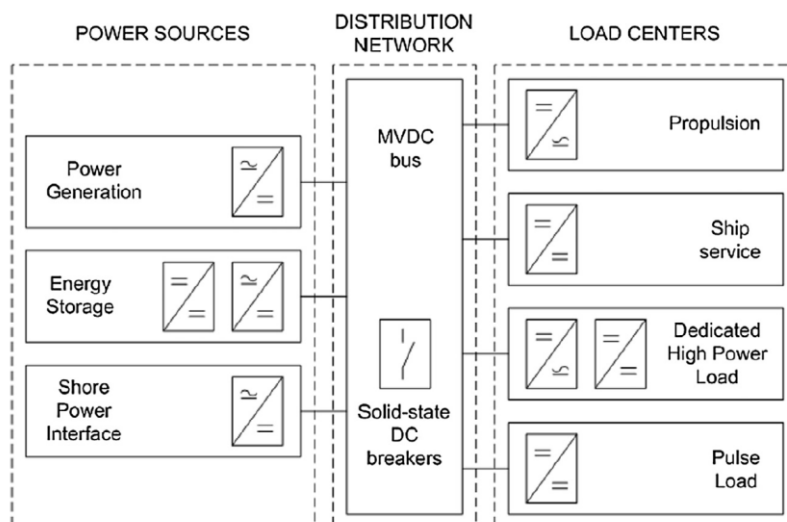 POWER SOURCES
DISTRIBUTION
NETWORK
LOAD CENTERS
Power
Generation
Energy
Storage
Shore
Power
Interface
MVDC
bus
Solid-state
DC
breakers
Propulsion
Ship
service
Dedicated
High Power
Load
Pulse
Load